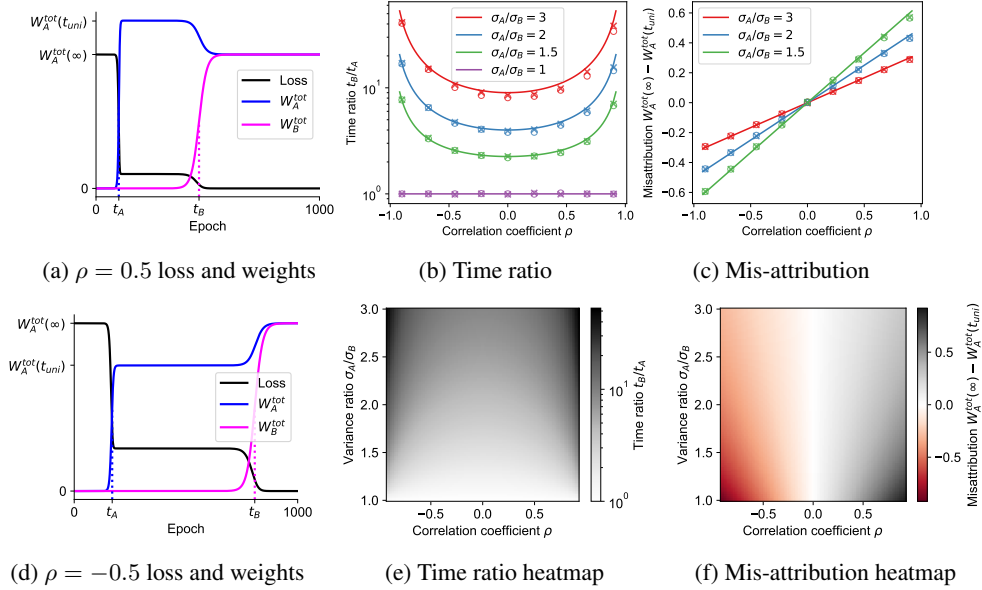 W_A^{tot}(t_{uni})
W_A^{tot}(∞)
0
Loss
W_A^{tot}
W_B^{tot}
0
t_A
t_B
1000
Epoch
(a) ρ = 0.5 loss and weights
Time ratio t_B/t_A
10^1
10^0
σ_A/σ_B = 3
σ_A/σ_B = 2
σ_A/σ_B = 1.5
σ_A/σ_B = 1
−1.0 −0.5 0.0 0.5 1.0
Correlation coefficient ρ
(b) Time ratio
Misattribution W_A^{tot}(∞) − W_A^{tot}(t_{uni})
0.6
0.4
0.2
0.0
−0.2
−0.4
−0.6
σ_A/σ_B = 3
σ_A/σ_B = 2
σ_A/σ_B = 1.5
−1.0 −0.5 0.0 0.5 1.0
Correlation coefficient ρ
(c) Mis-attribution
W_A^{tot}(∞)
W_A^{tot}(t_{uni})
0
Loss
W_A^{tot}
W_B^{tot}
0
t_A
t_B
1000
Epoch
(d) ρ = −0.5 loss and weights
Variance ratio σ_A/σ_B
3.0
2.5
2.0
1.5
1.0
−0.5 0.0 0.5
Correlation coefficient ρ
10^1
10^0
Time ratio t_B/t_A
(e) Time ratio heatmap
Variance ratio σ_A/σ_B
3.0
2.5
2.0
1.5
1.0
−0.5 0.0 0.5
Correlation coefficient ρ
0.5
0.0
−0.5
Misattribution W_A^{tot}(∞) − W_A^{tot}(t_{uni})
(f) Mis-attribution heatmap